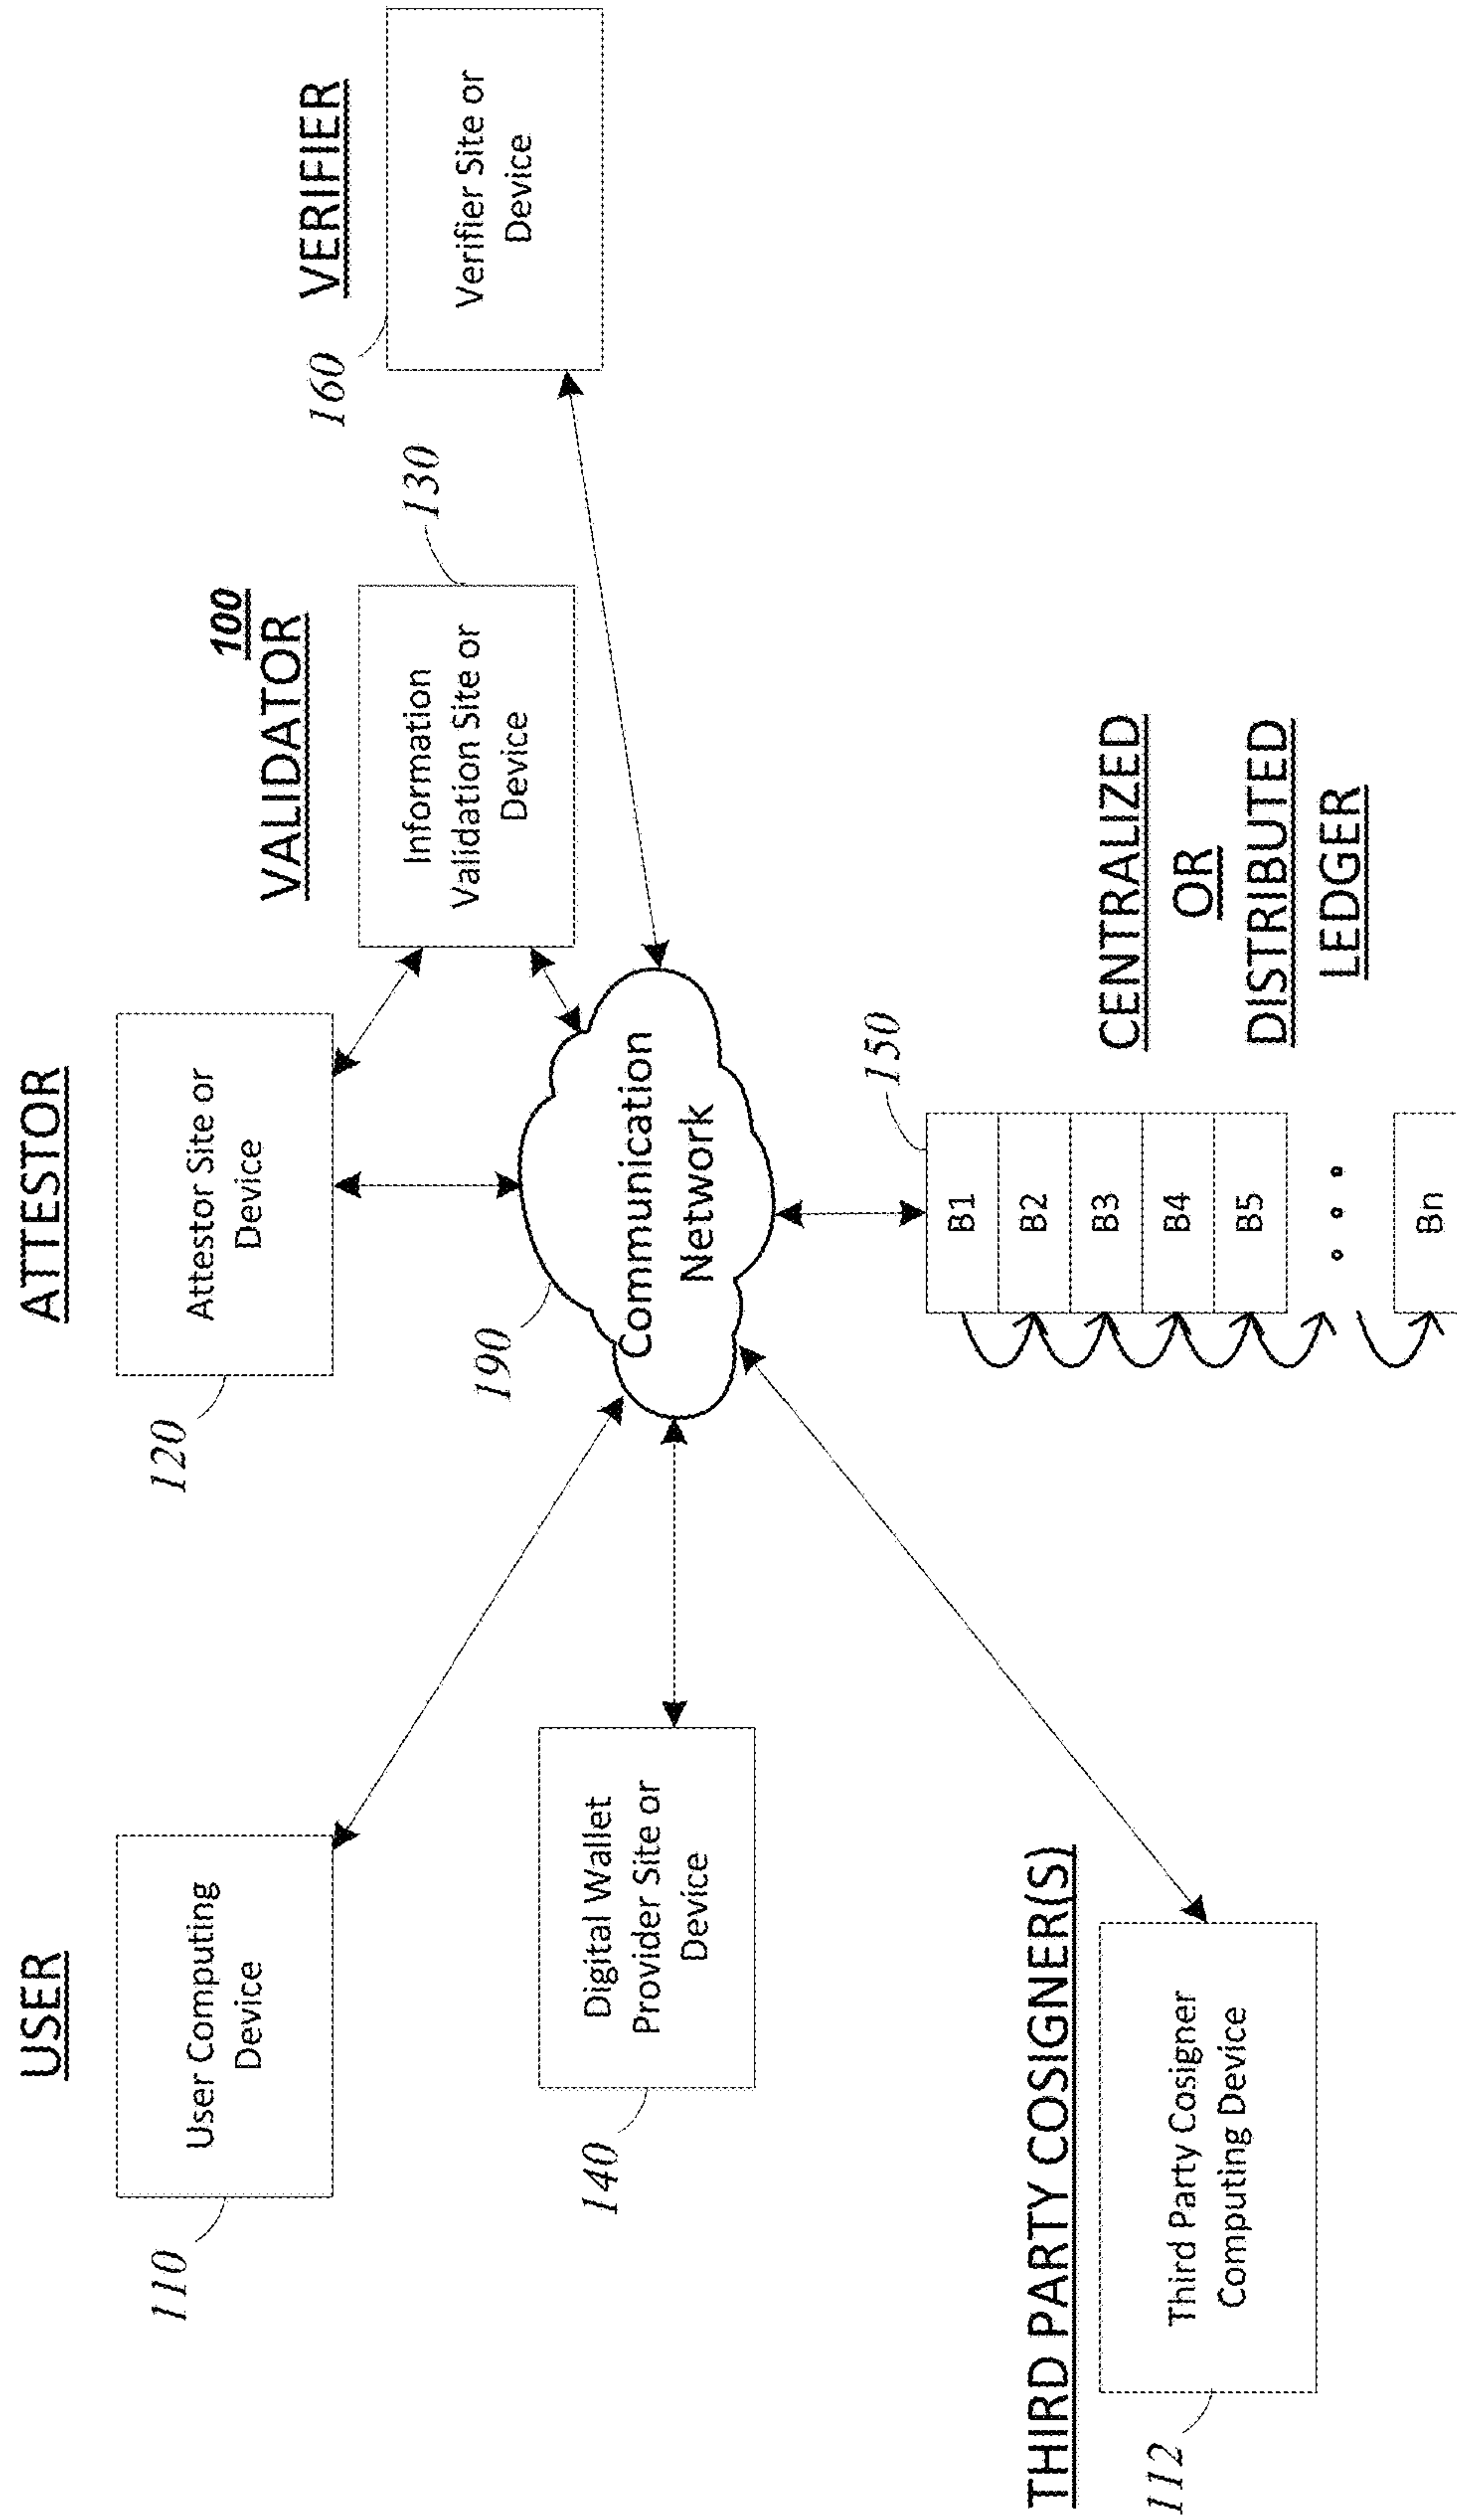 USER
110
User Computing
Device
ATTESTOR
120
Attestor Site or
Device
100
VALIDATOR
130
Information
Validation Site or
Device
VERIFIER
160
Verifier Site or
Device
140
Digital Wallet
Provider Site or
Device
190
Communication
Network
THIRD PARTY COSIGNER(S)
112
Third Party Cosigner
Computing Device
150
B1
B2
B3
B4
B5
Bn
CENTRALIZED
OR
DISTRIBUTED
LEDGER